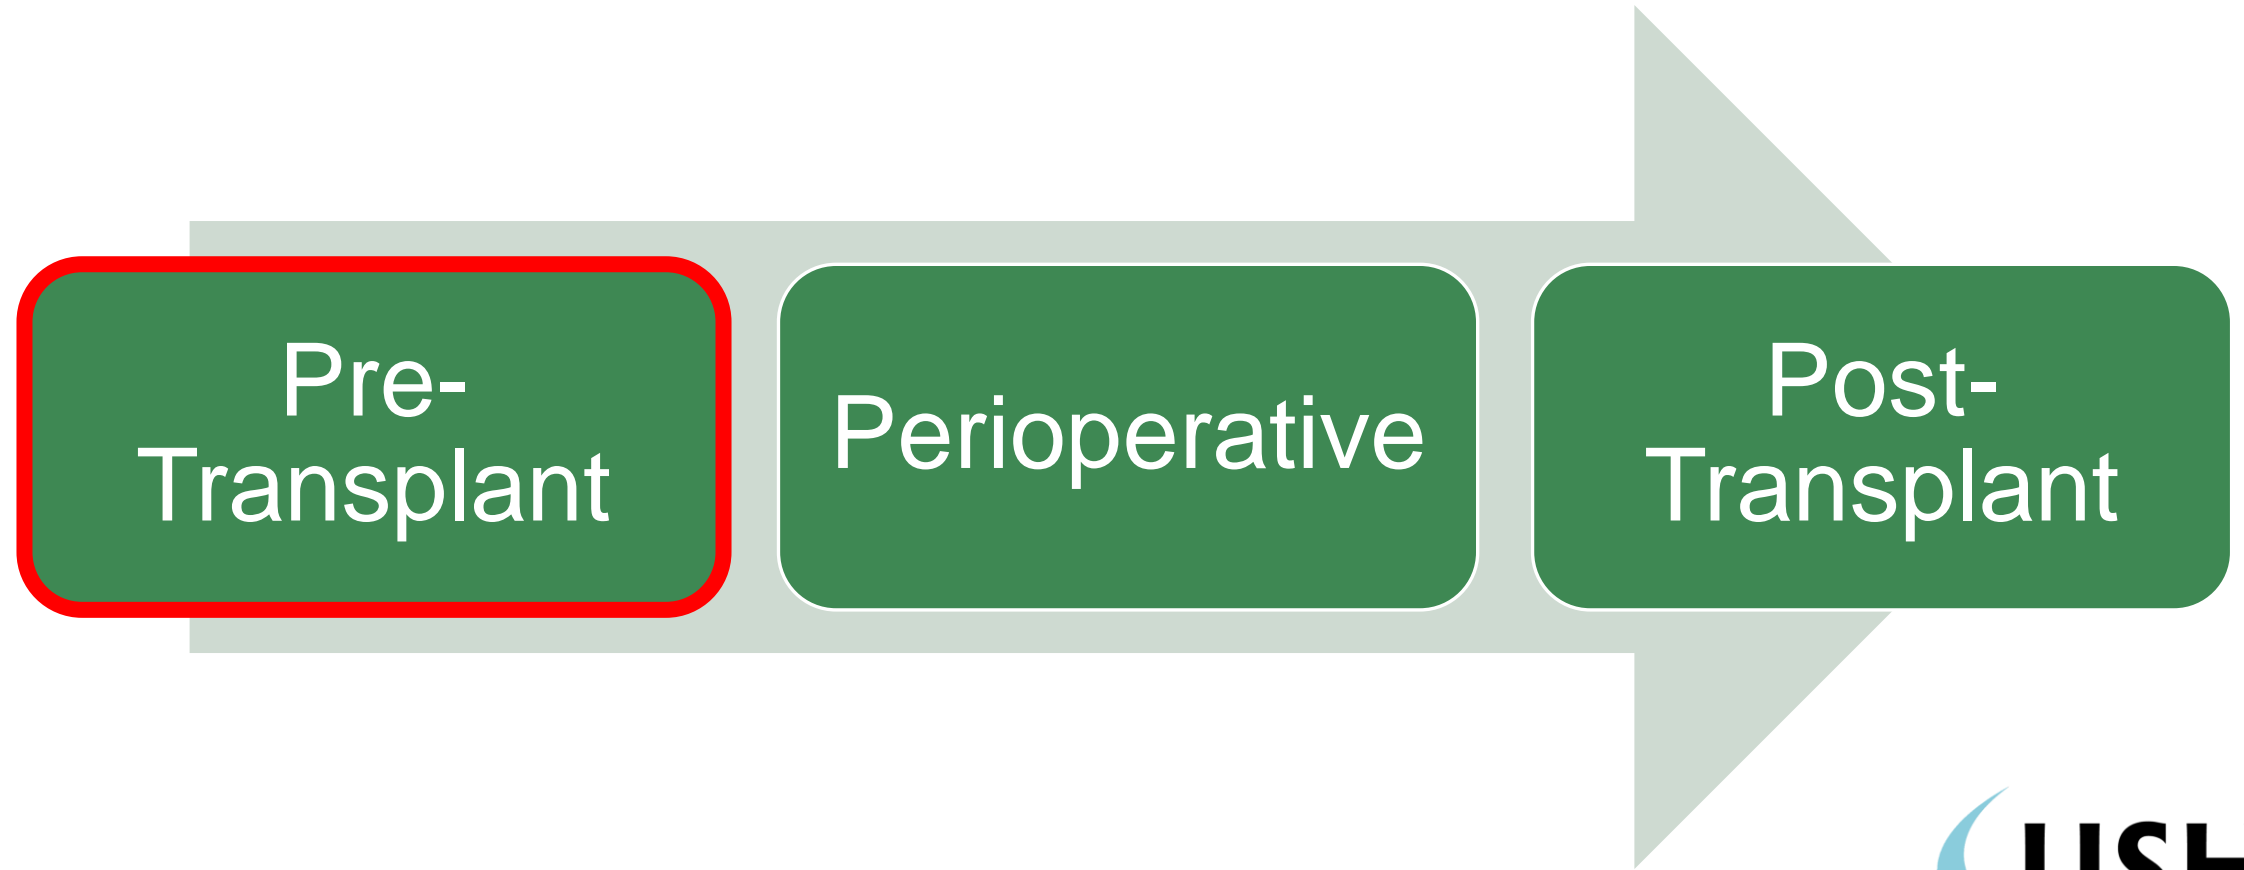 Pre-
Transplant
Perioperative
Post-
Transplant